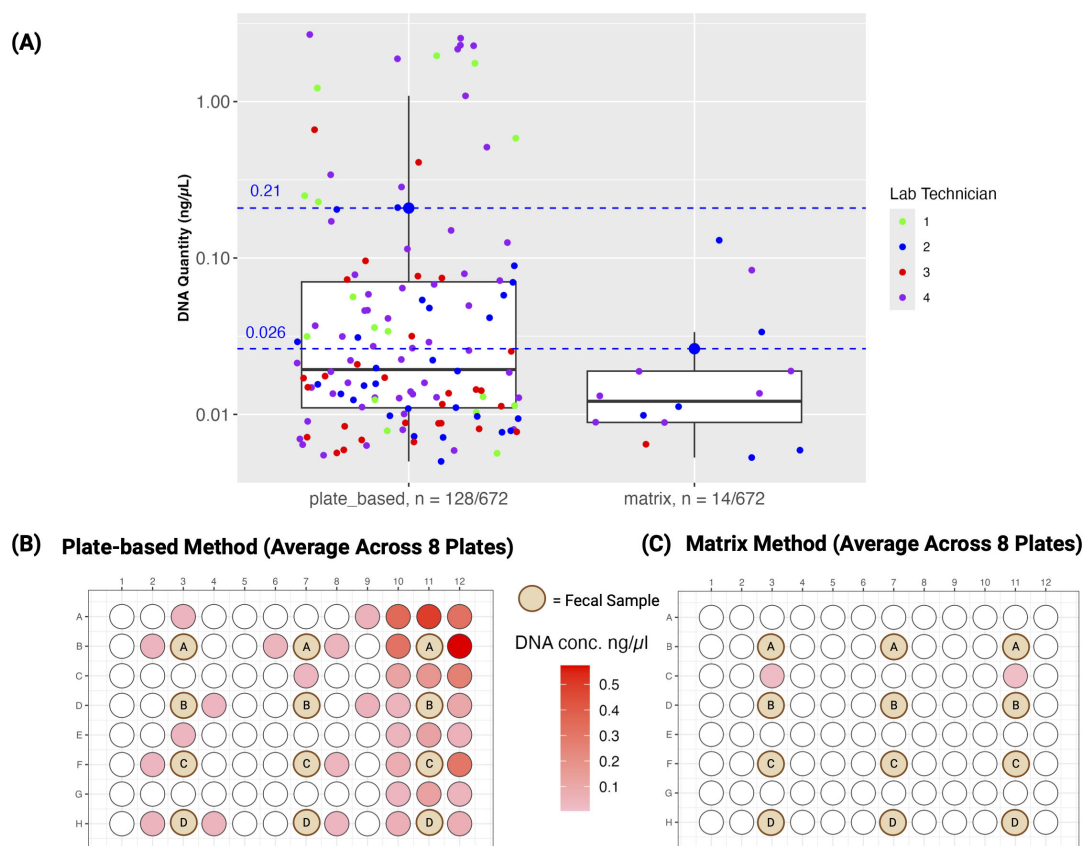 (A)
1.00
0.21
0.10
0.026
0.01
DNA Quantity (ng/µL)
plate_based, n = 128/672
matrix, n = 14/672
Lab Technician
1
2
3
4
(B) Plate-based Method (Average Across 8 Plates)
1 2 3 4 5 6 7 8 9 10 11 12
A
B A A A
C
D B B B
E
F C C C
G
H D D D
= Fecal Sample
DNA conc. ng/µl
0.5
0.4
0.3
0.2
0.1
(C) Matrix Method (Average Across 8 Plates)
1 2 3 4 5 6 7 8 9 10 11 12
A
B A A A
C
D B B B
E
F C C C
G
H D D D